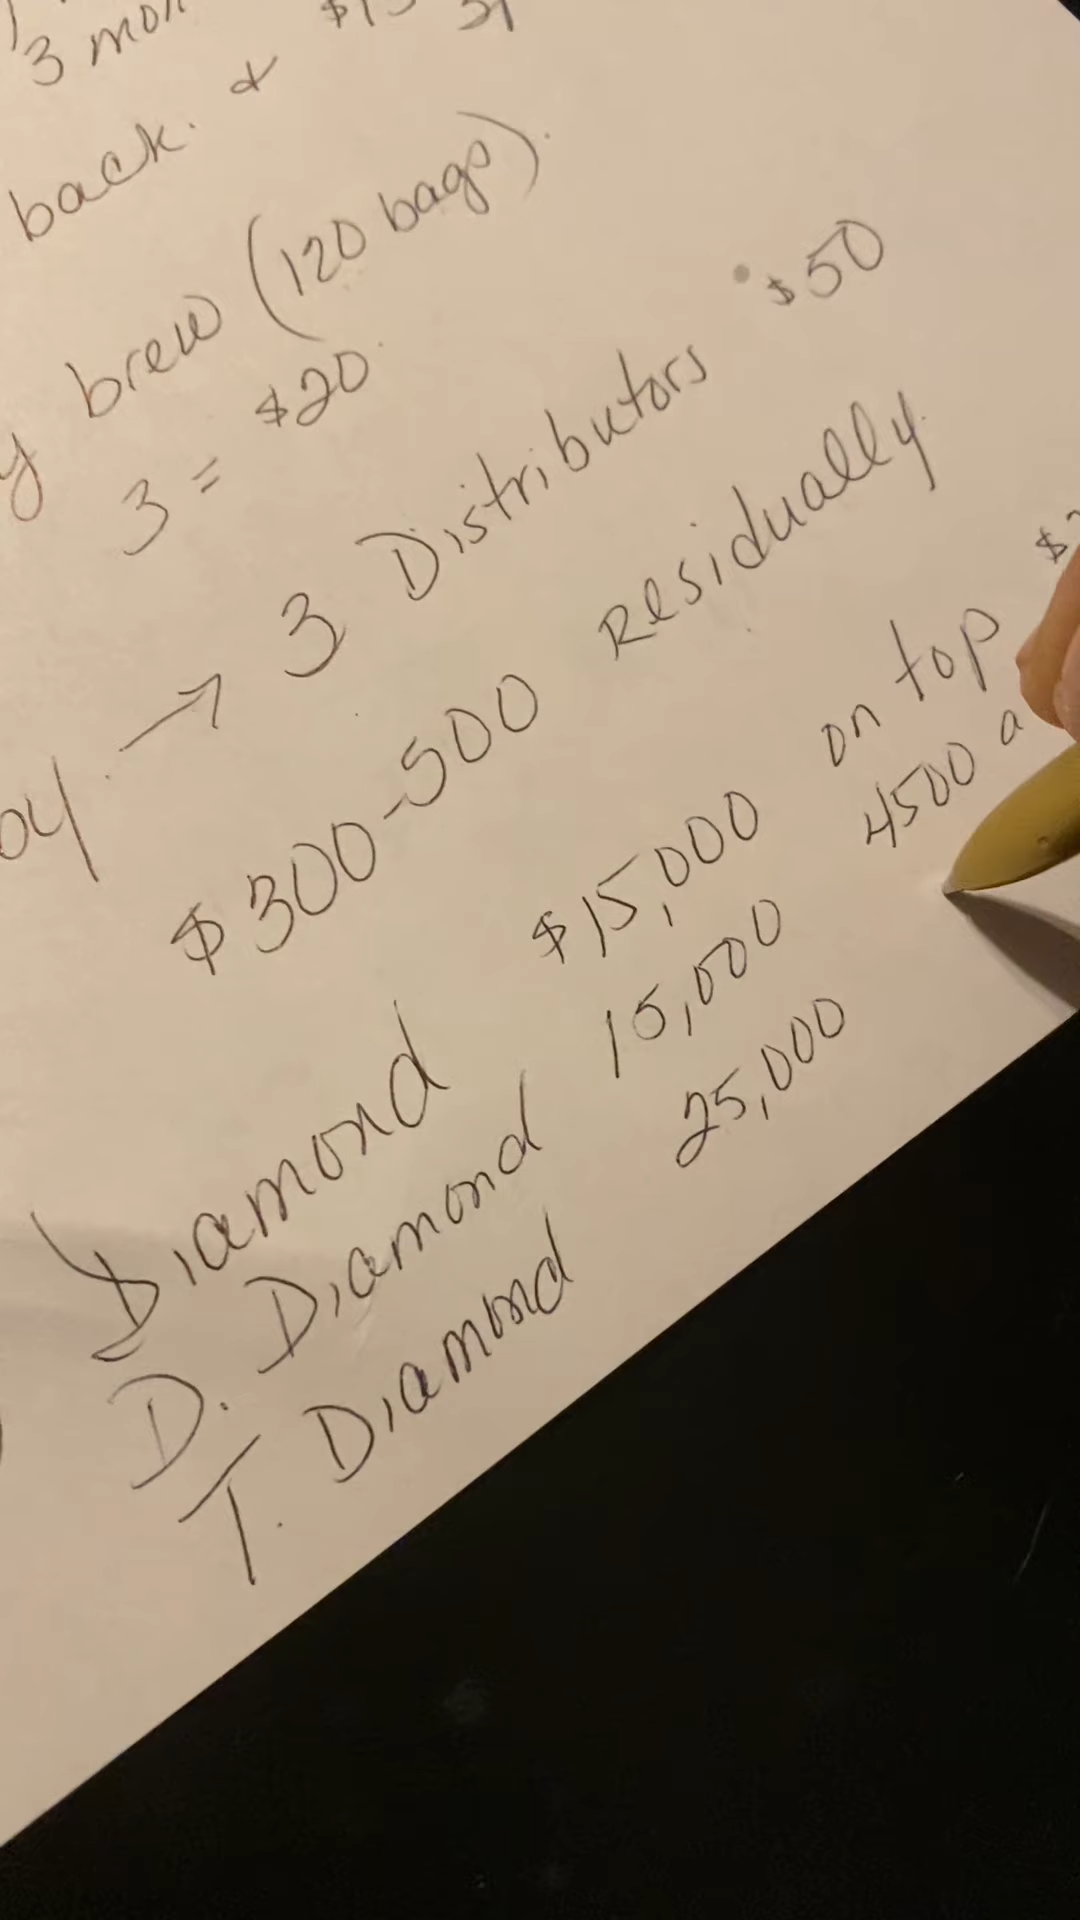 3
back. &
brew (120 bags).
3 = $20
→ 3 Distributors $50
$300-500 Residually
on top
Diamond $15,000 4500 a
D. Diamond 15,000
T. Diamond 25,000